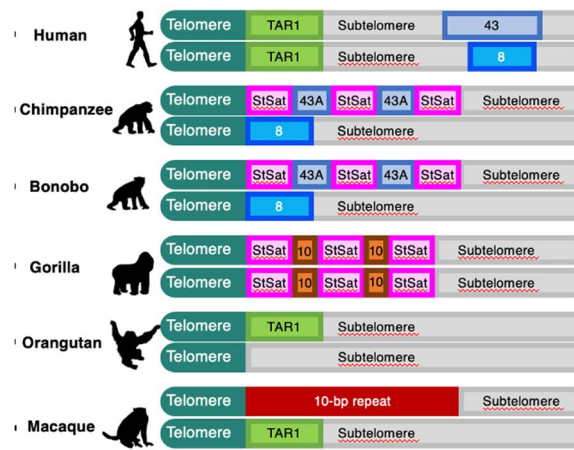 Human
Telomere TAR1 Subtelomere 43
Telomere TAR1 Subtelomere 8
Chimpanzee
Telomere StSat 43A StSat 43A StSat Subtelomere
Telomere 8 Subtelomere
Bonobo
Telomere StSat 43A StSat 43A StSat Subtelomere
Telomere 8 Subtelomere
Gorilla
Telomere StSat 10 StSat 10 StSat Subtelomere
Telomere StSat 10 StSat 10 StSat Subtelomere
Orangutan
Telomere TAR1 Subtelomere
Telomere Subtelomere
Macaque
Telomere 10-bp repeat Subtelomere
Telomere TAR1 Subtelomere